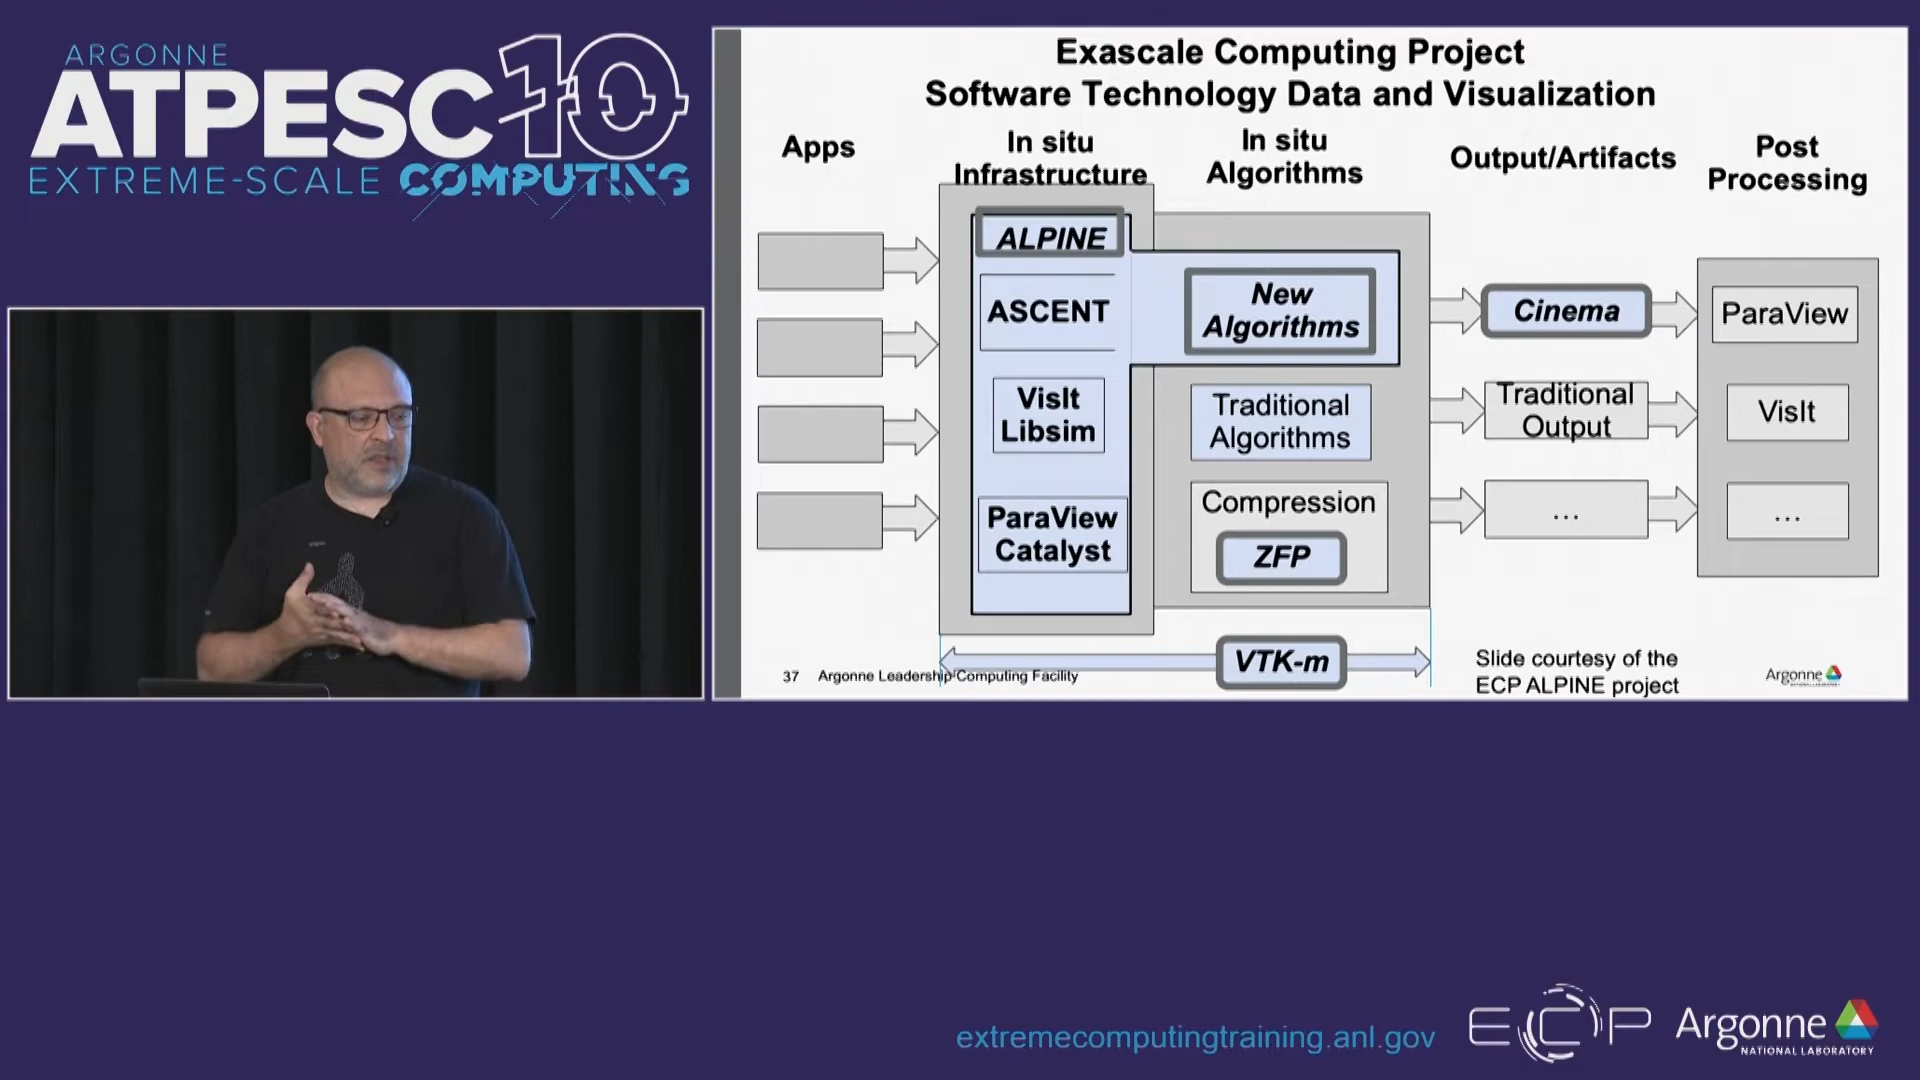 ARGONNE
ATPESC10
EXTREME-SCALE COMPUTING
Exascale Computing Project
Software Technology Data and Visualization
Apps
In situ
Infrastructure
In situ
Algorithms
Output/Artifacts
Post
Processing
ALPINE
ASCENT
VisIt
Libsim
ParaView
Catalyst
New
Algorithms
Traditional
Algorithms
Compression
ZFP
Cinema
Traditional
Output
...
ParaView
VisIt
...
VTK-m
37 Argonne Leadership Computing Facility
Slide courtesy of the
ECP ALPINE project
Argonne
extremecomputingtraining.anl.gov
ECP
Argonne
NATIONAL LABORATORY